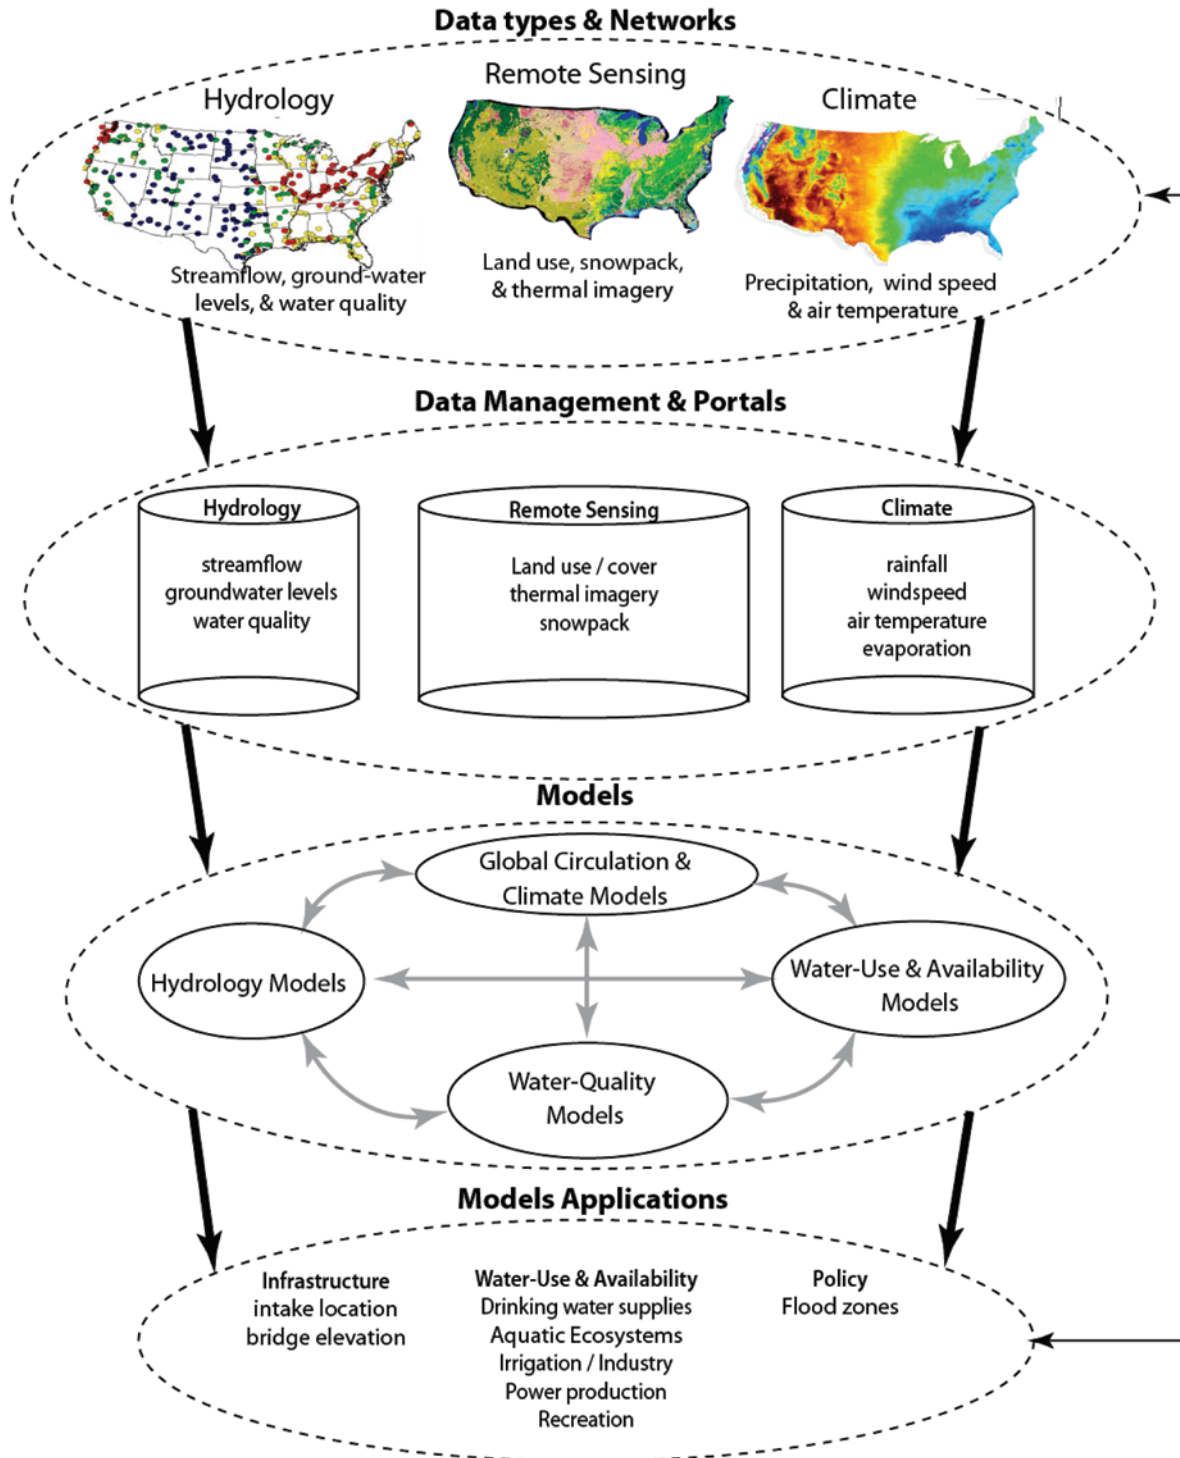 Data types & Networks
Hydrology
Remote Sensing
Climate
Streamflow, ground-water
levels, & water quality
Land use, snowpack,
& thermal imagery
Precipitation, wind speed
& air temperature
Data Management & Portals
Hydrology
streamflow
groundwater levels
water quality
Remote Sensing
Land use / cover
thermal imagery
snowpack
Climate
rainfall
windspeed
air temperature
evaporation
Models
Global Circulation &
Climate Models
Hydrology Models
Water-Use & Availability
Models
Water-Quality
Models
Models Applications
Infrastructure
intake location
bridge elevation
Water-Use & Availability
Drinking water supplies
Aquatic Ecosystems
Irrigation / Industry
Power production
Recreation
Policy
Flood zones